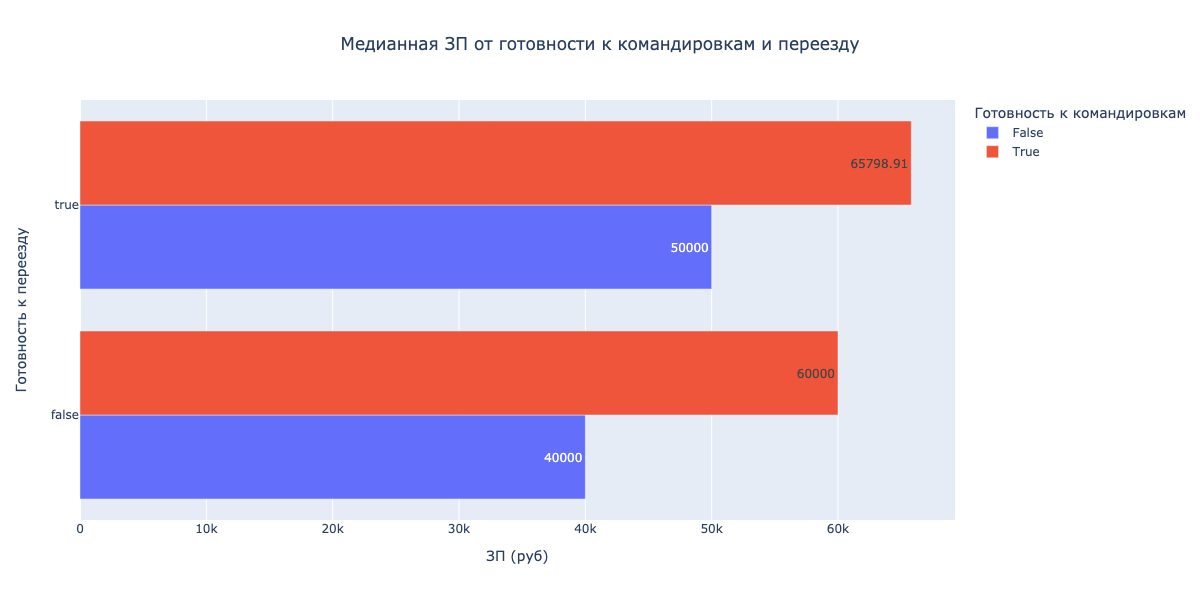 Медианная ЗП от готовности к командировкам и переезду
Готовность к командировкам
False
True
Готовность к переезду
true
65798.91
50000
false
60000
40000
0 10k 20k 30k 40k 50k 60k
ЗП (руб)